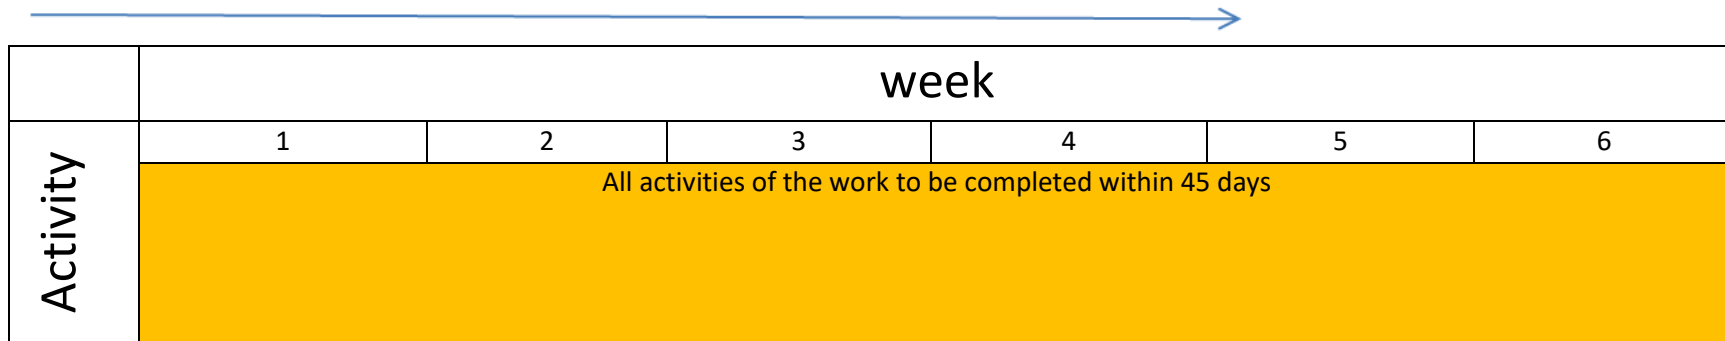 week
1 2 3 4 5 6
Activity
All activities of the work to be completed within 45 days